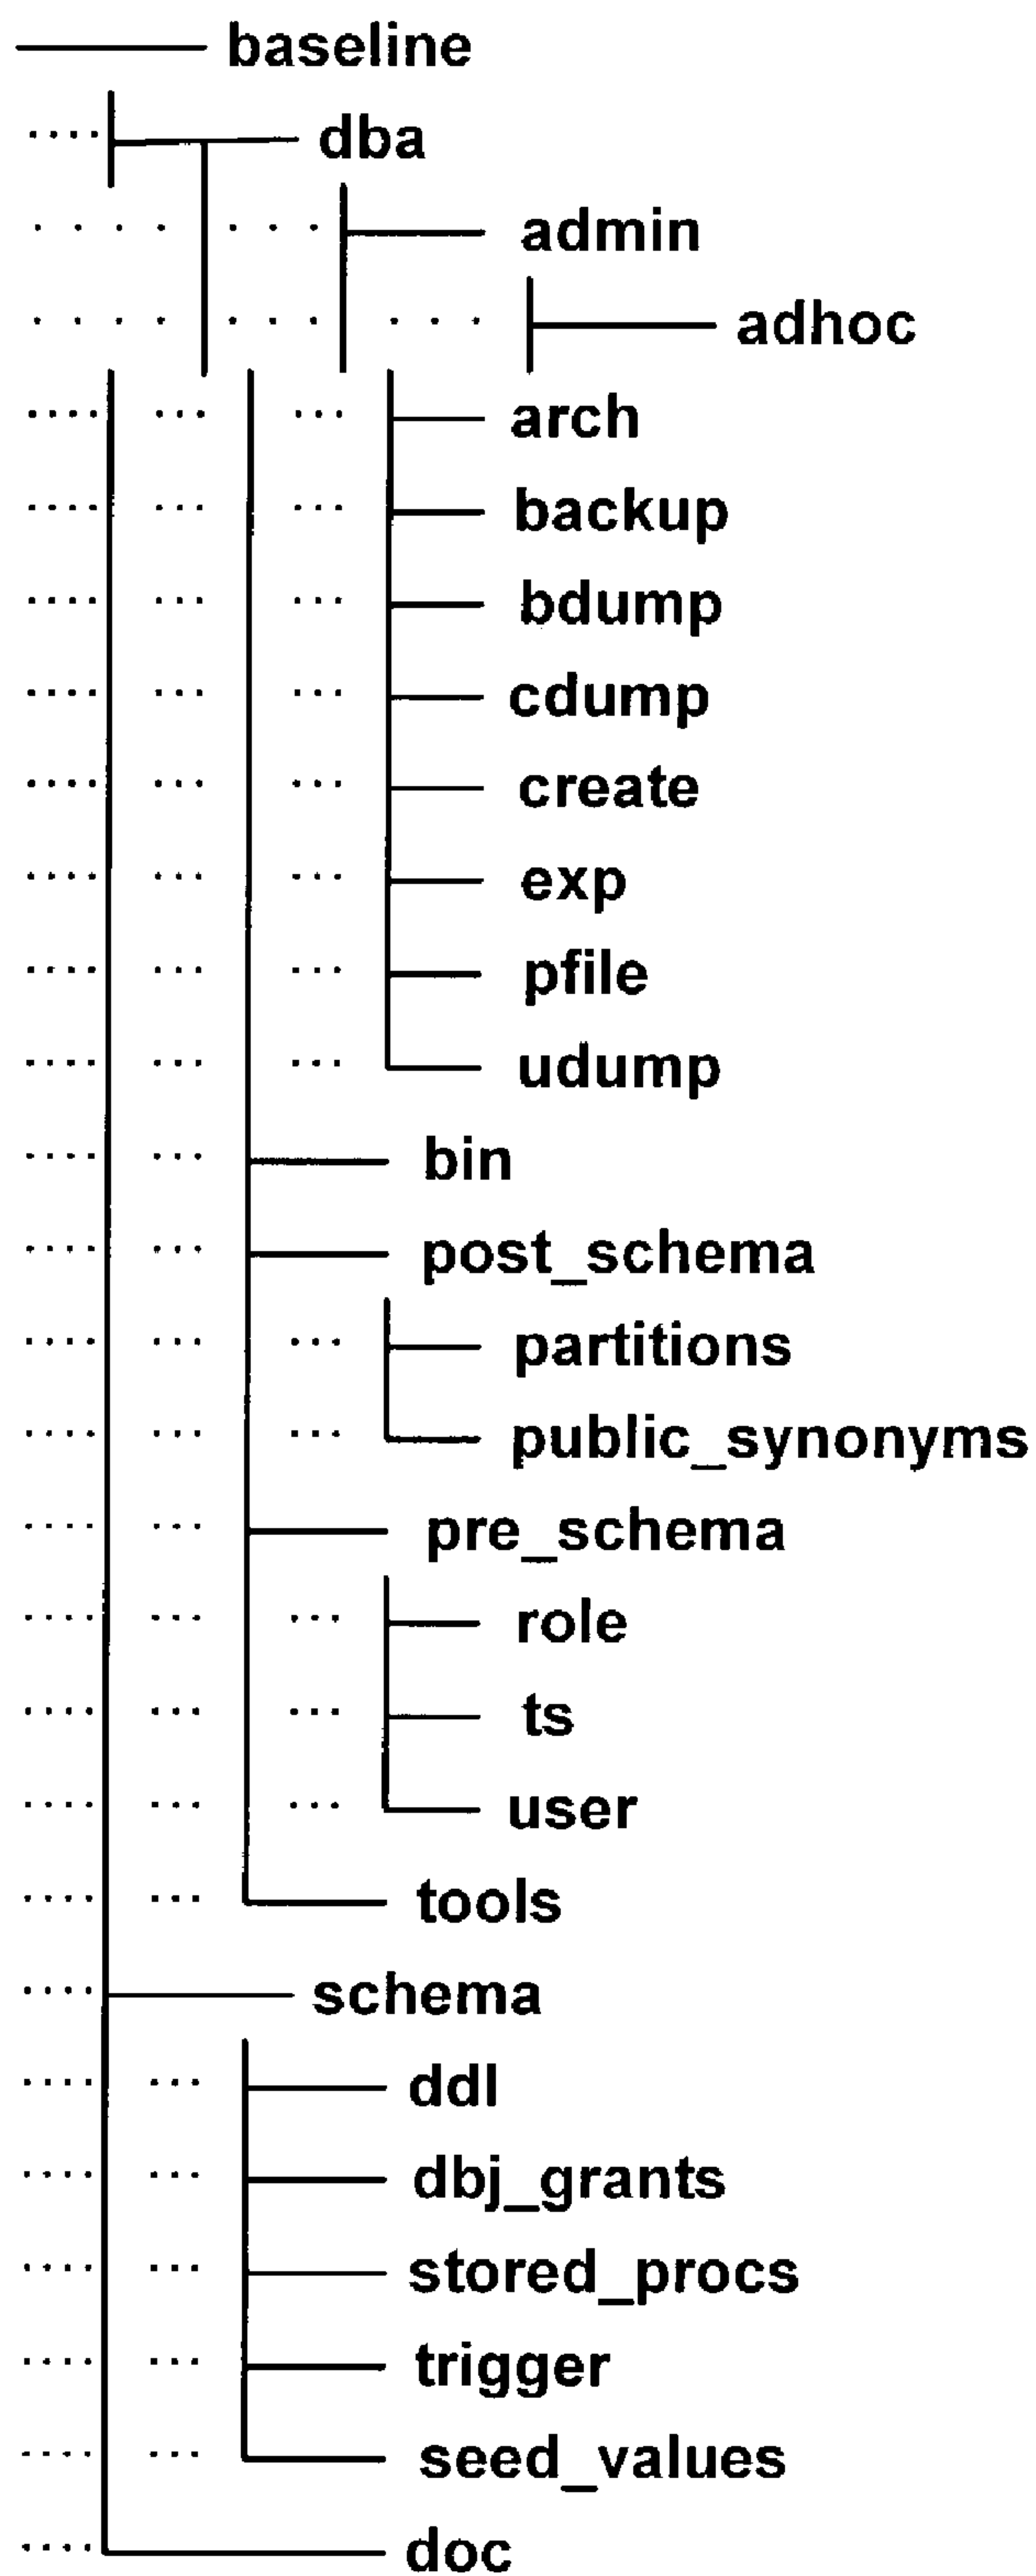 baseline
dba
admin
adhoc
arch
backup
bdump
cdump
create
exp
pfile
udump
bin
post_schema
partitions
public_synonyms
pre_schema
role
ts
user
tools
schema
ddl
dbj_grants
stored_procs
trigger
seed_values
doc